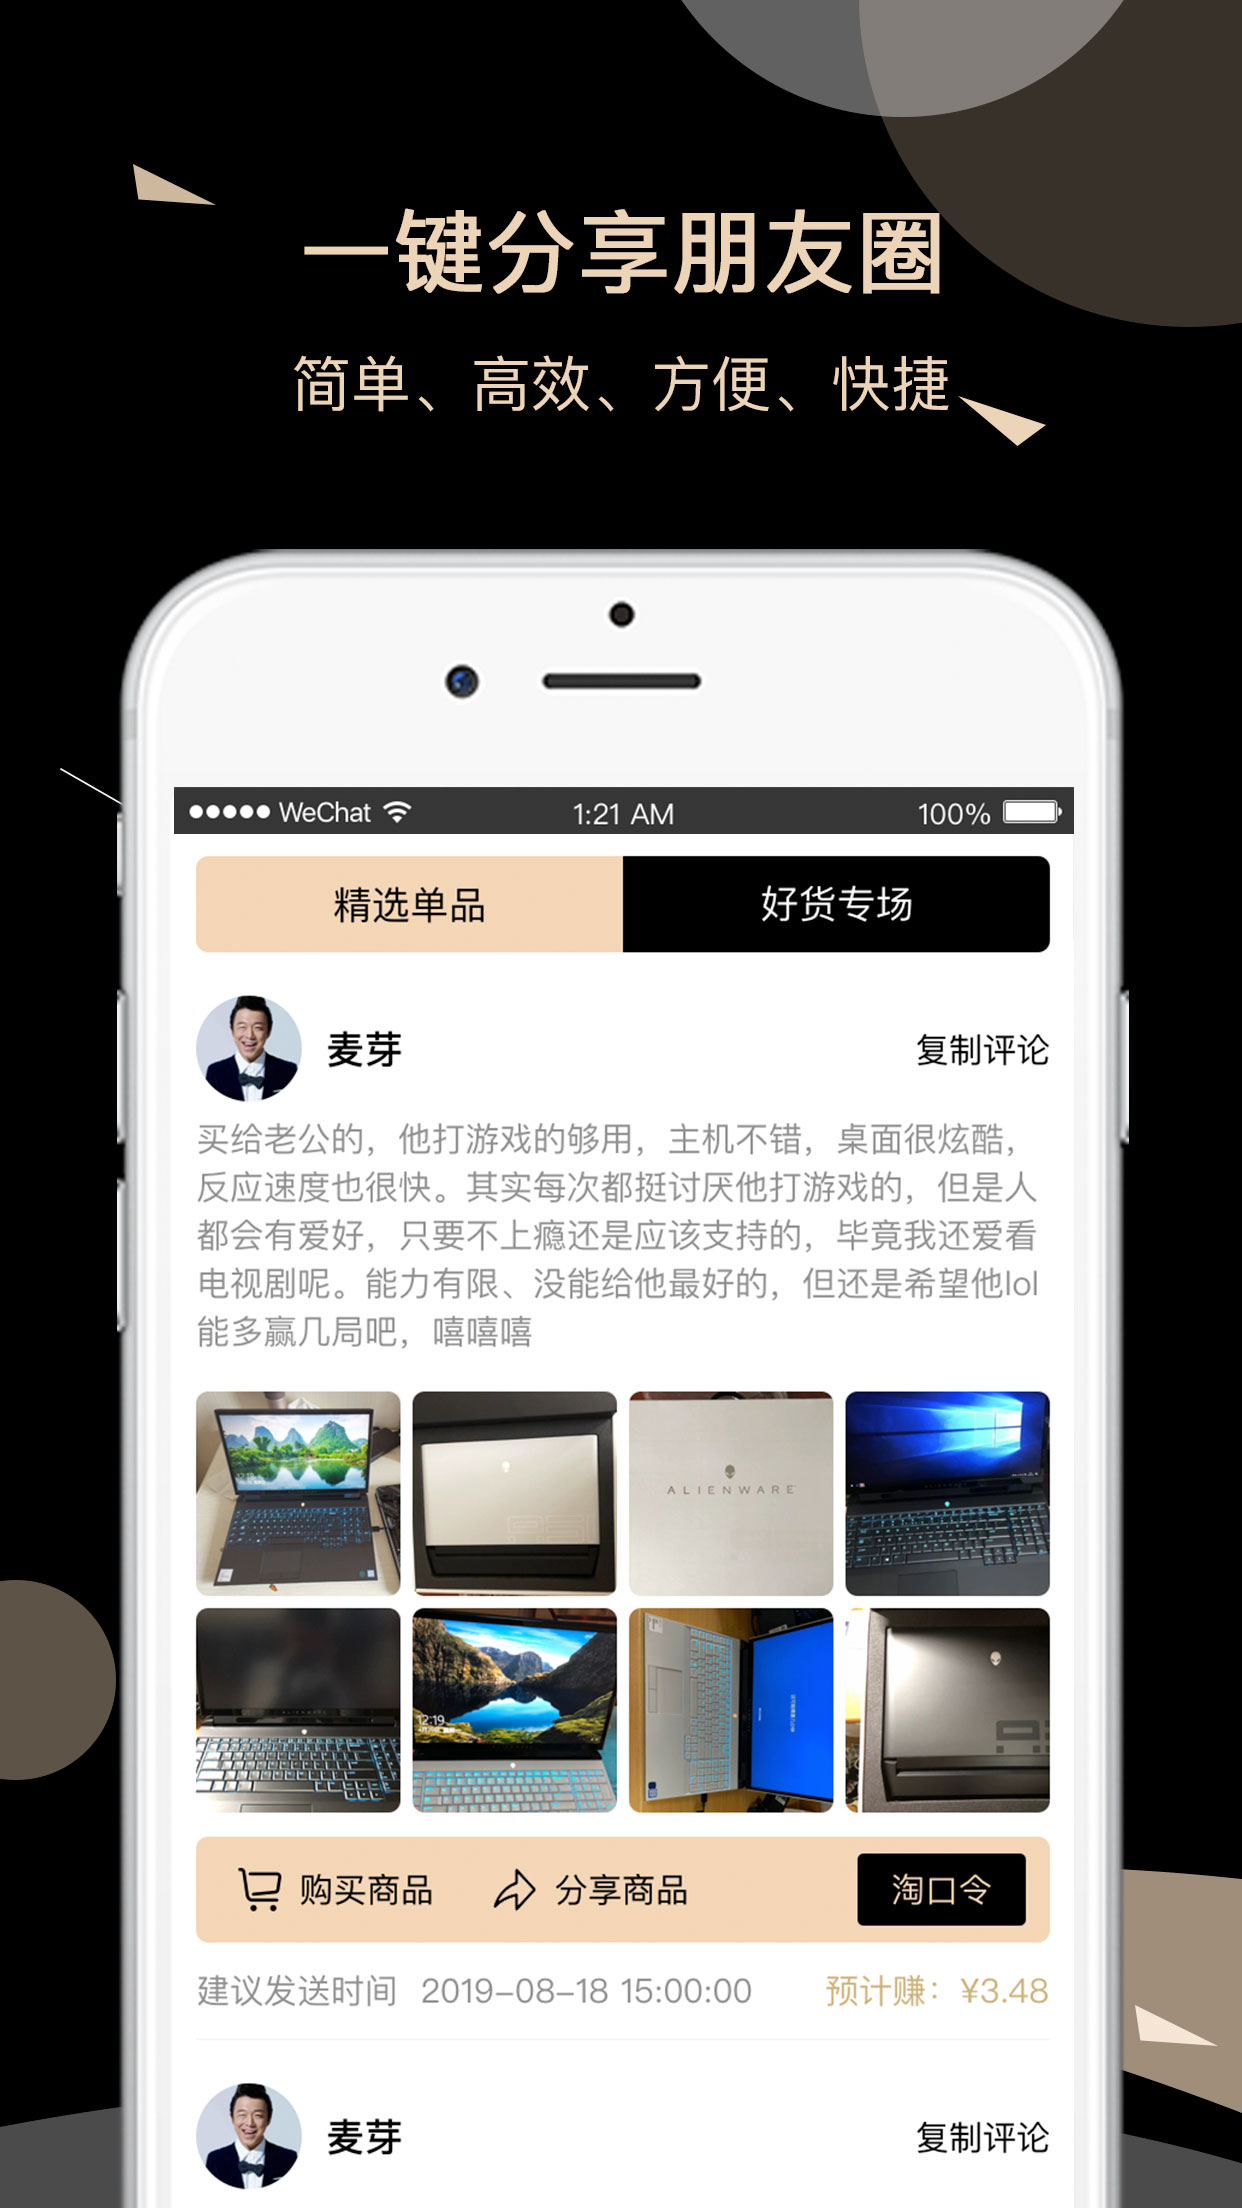 一键分享朋友圈
简单、高效、方便、快捷
WeChat 1:21 AM 100%
精选单品 好货专场
麦芽 复制评论
买给老公的，他打游戏的够用，主机不错，桌面很炫酷，
反应速度也很快。其实每次都挺讨厌他打游戏的，但是人
都会有爱好，只要不上瘾还是应该支持的，毕竟我还爱看
电视剧呢。能力有限、没能给他最好的，但还是希望他lol
能多赢几局吧，嘻嘻嘻
ALIENWARE
12:19
购买商品 分享商品 淘口令
建议发送时间 2019-08-18 15:00:00 预计赚：¥3.48
麦芽 复制评论